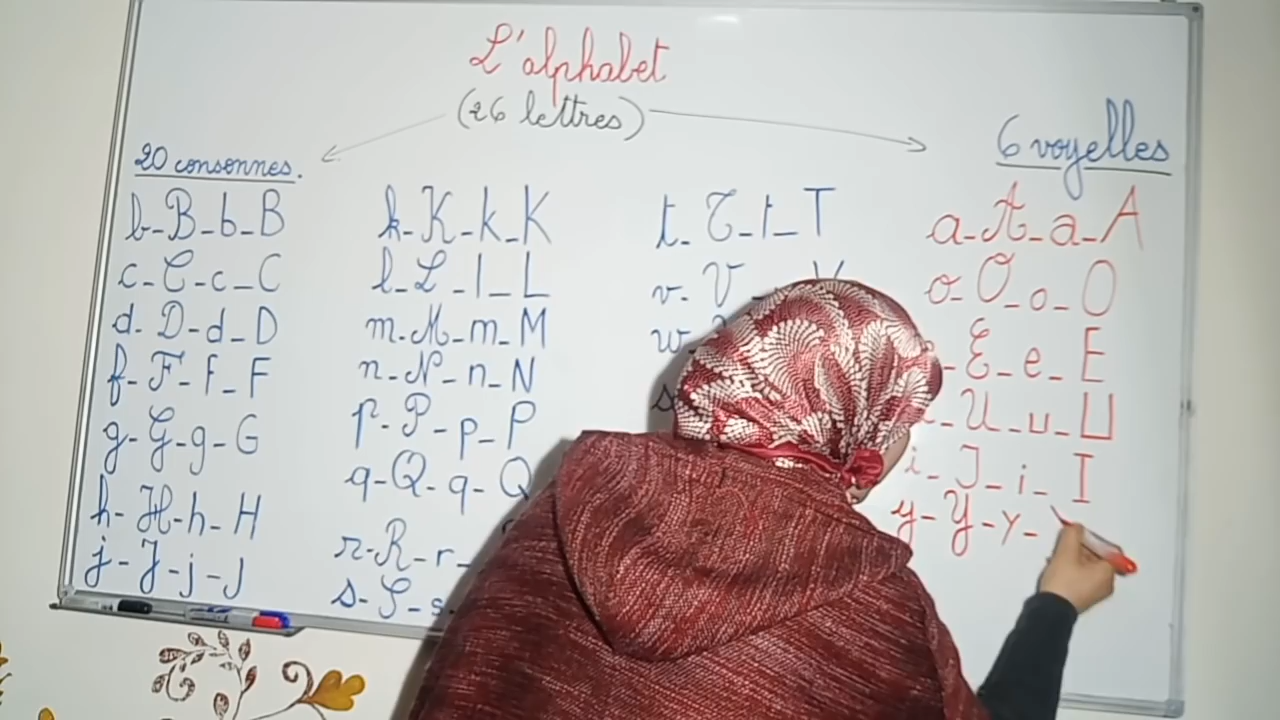 L'alphabet
(26 lettres)
20 consonnes.
b-B-b-B
c-C-c-C
d-D-d-D
f-F-f-F
g-G-g-G
h-H-h-H
j-J-j-J
k-K-k-K
l-L-l-L
m-M-m-M
n-N-n-N
p-P-p-P
q-Q-q-Q
r-R-r-
s-S-s-
t-T-t-T
v-V-
w-
6 voyelles
a-A-a-A
o-O-o-O
E-e-E
U-u-U
i-I-i-I
y-Y-y-